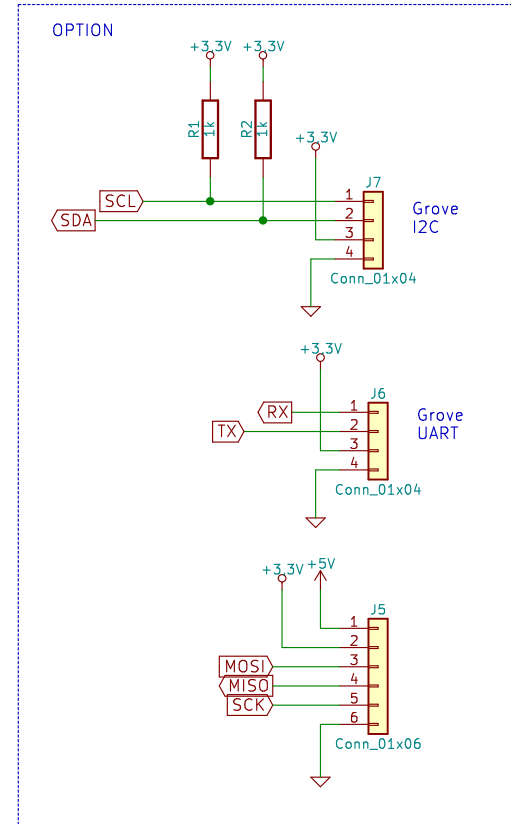 OPTION
+3.3V +3.3V
R1 1k R2 1k
+3.3V
J7
SCL 1
SDA 2
3
4
Grove
I2C
Conn_01x04
+3.3V
J6
RX 1
TX 2
3
4
Grove
UART
Conn_01x04
+3.3V +5V
J5
1
2
MOSI 3
MISO 4
SCK 5
6
Conn_01x06